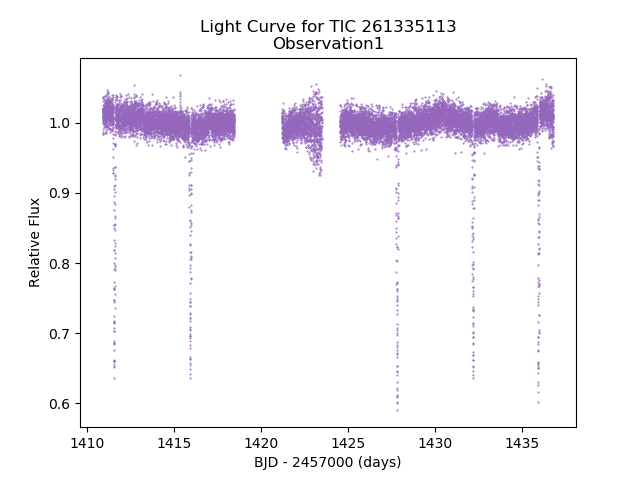 Light Curve for TIC 261335113
Observation1
1.0
0.9
0.8
0.7
0.6
Relative Flux
1410 1415 1420 1425 1430 1435
BJD - 2457000 (days)